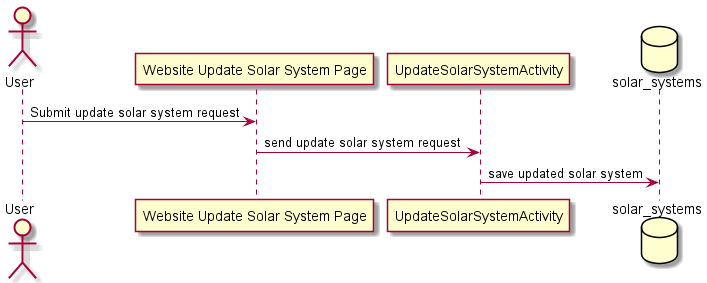 User
Website Update Solar System Page
UpdateSolarSystemActivity
solar_systems
Submit update solar system request
send update solar system request
save updated solar system
User
Website Update Solar System Page
UpdateSolarSystemActivity
solar_systems